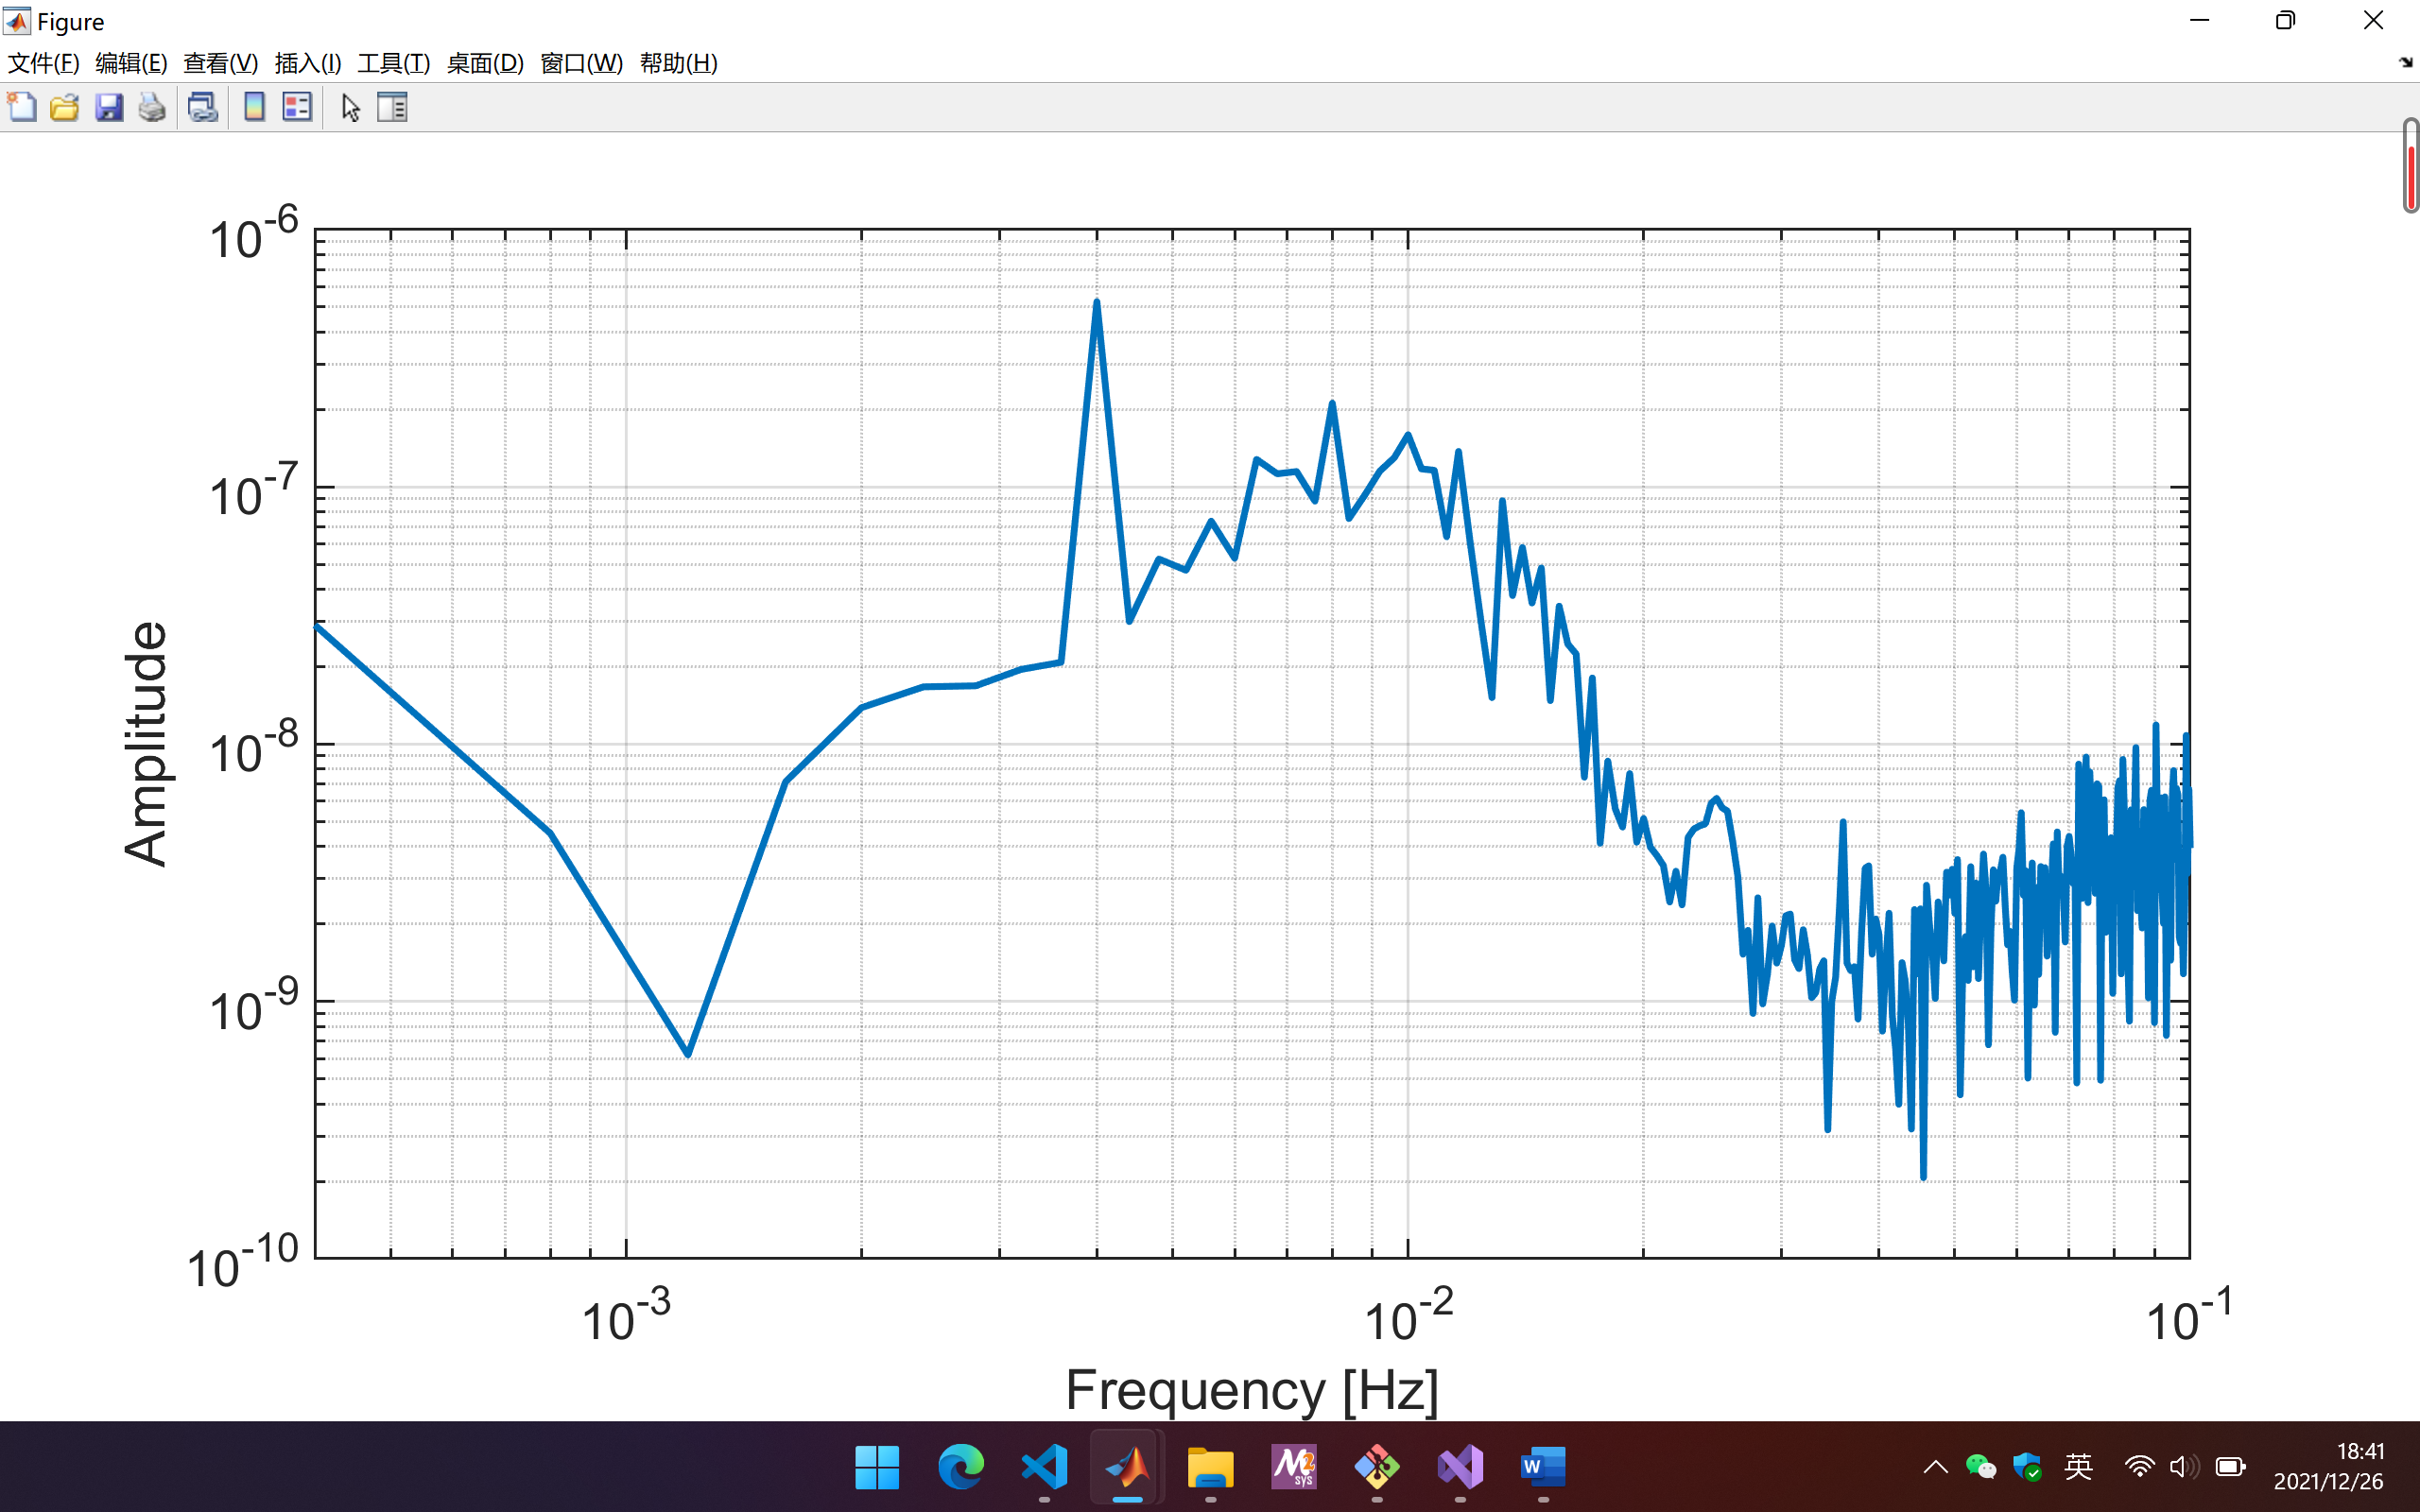 Figure
文件(F) 编辑(E) 查看(V) 插入(I) 工具(T) 桌面(D) 窗口(W) 帮助(H)
10^-6
10^-7
10^-8
10^-9
10^-10
Amplitude
10^-3 10^-2 10^-1
Frequency [Hz]
M2
sys
W
英
18:41
2021/12/26